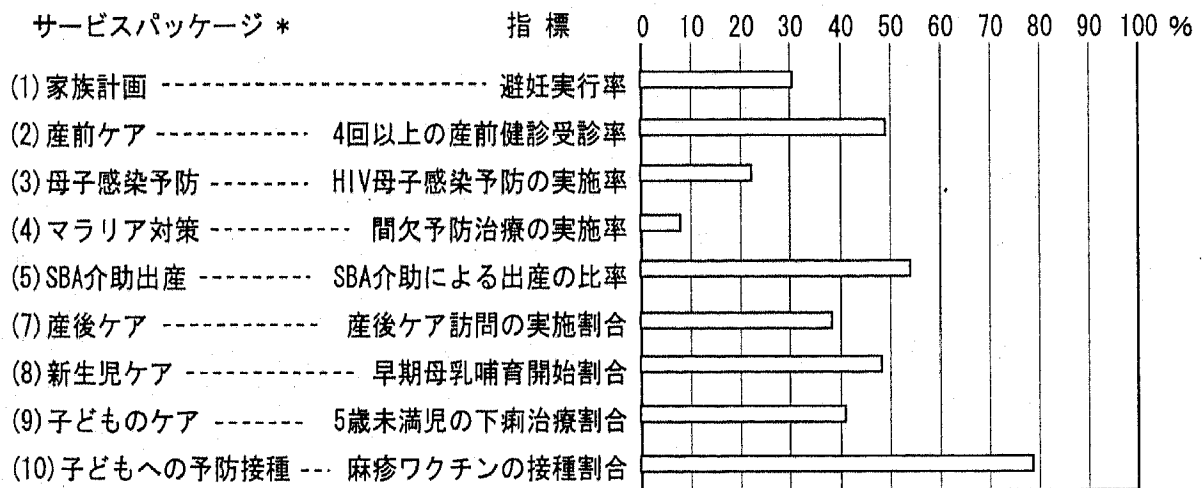 サービスパッケージ * 指標 0 10 20 30 40 50 60 70 80 90 100 %
(1) 家族計画 ------------------------- 避妊実行率
(2) 産前ケア ------------ 4回以上の産前健診受診率
(3) 母子感染予防 -------- HIV母子感染予防の実施率
(4) マラリア対策 ----------- 間欠予防治療の実施率
(5) SBA介助出産 --------- SBA介助による出産の比率
(7) 産後ケア ------------ 産後ケア訪問の実施割合
(8) 新生児ケア ------------- 早期母乳哺育開始割合
(9) 子どものケア ------- 5歳未満児の下痢治療割合
(10) 子どもへの予防接種 --- 麻疹ワクチンの接種割合